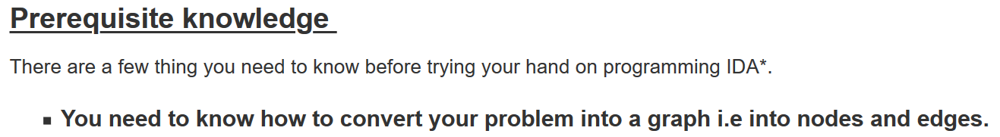 Prerequisite knowledge
There are a few thing you need to know before trying your hand on programming IDA*.
▪ You need to know how to convert your problem into a graph i.e into nodes and edges.